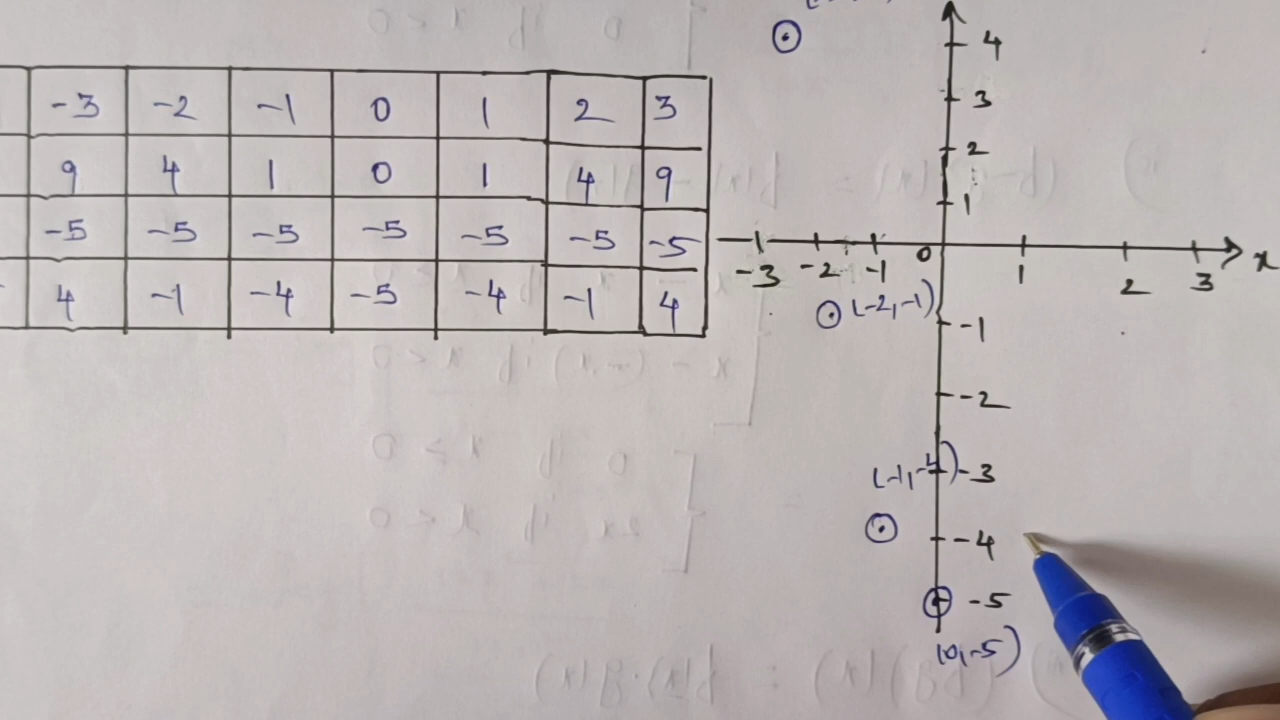 -3 -2 -1 0 1 2 3
9 4 1 0 1 4 9
-5 -5 -5 -5 -5 -5 -5
4 -1 -4 -5 -4 -1 4
4
3
2
1
-3 -2 -1 0 1 2 3 x
(-2,-1)
-1
-2
(-1,-4)
-3
-4
-5
(0,-5)